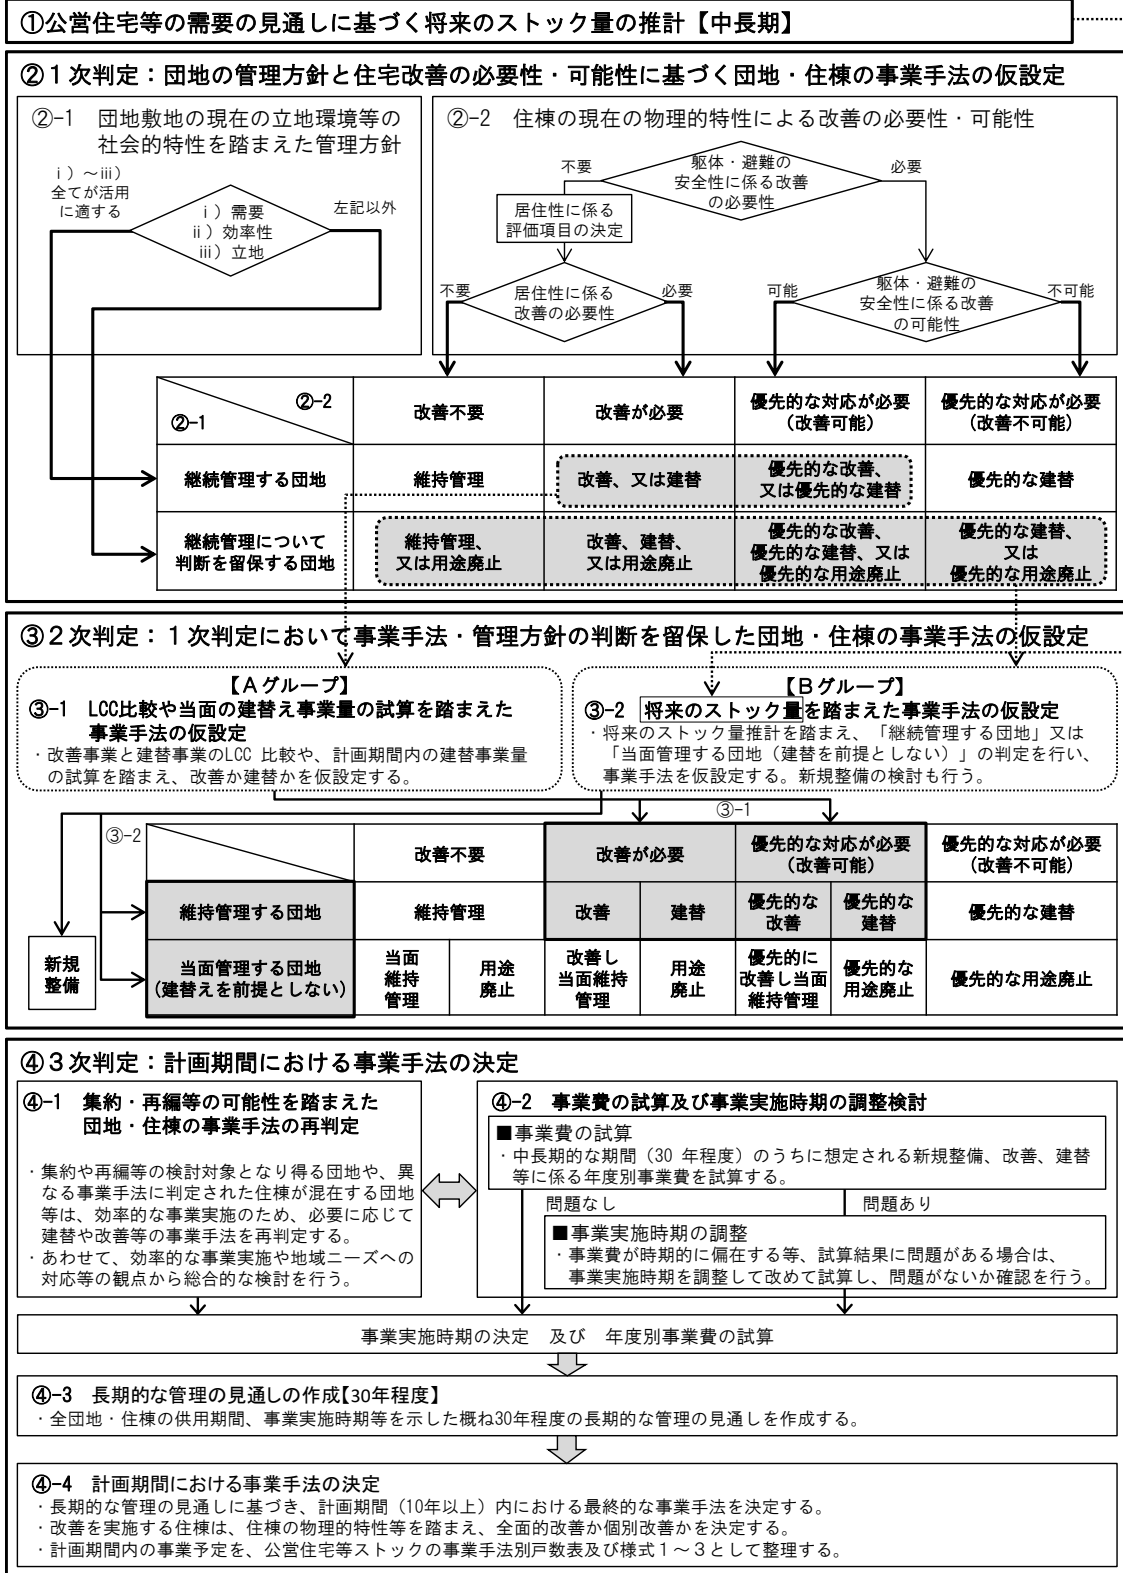 ①公営住宅等の需要の見通しに基づく将来のストック量の推計【中長期】
②１次判定：団地の管理方針と住宅改善の必要性・可能性に基づく団地・住棟の事業手法の仮設定
②-1　団地敷地の現在の立地環境等の
社会的特性を踏まえた管理方針
ⅰ）～ⅲ）
全てが活用
に適する
ⅰ）需要
ⅱ）効率性
ⅲ）立地
左記以外
②-2　住棟の現在の物理的特性による改善の必要性・可能性
不要
躯体・避難の
安全性に係る改善
の必要性
必要
居住性に係る
評価項目の決定
不要
居住性に係る
改善の必要性
必要
可能
躯体・避難の
安全性に係る改善
の可能性
不可能
②-2
②-1
改善不要
改善が必要
優先的な対応が必要
（改善可能）
優先的な対応が必要
（改善不可能）
継続管理する団地
維持管理
改善、又は建替
優先的な改善、
又は優先的な建替
優先的な建替
継続管理について
判断を留保する団地
維持管理、
又は用途廃止
改善、建替、
又は用途廃止
優先的な改善、
優先的な建替、又は
優先的な用途廃止
優先的な建替、
又は
優先的な用途廃止
③２次判定：１次判定において事業手法・管理方針の判断を留保した団地・住棟の事業手法の仮設定
【Ａグループ】
③-1　LCC比較や当面の建替え事業量の試算を踏まえた
事業手法の仮設定
・改善事業と建替事業のLCC 比較や、計画期間内の建替事業量
の試算を踏まえ、改善か建替かを仮設定する。
【Ｂグループ】
③-2　将来のストック量を踏まえた事業手法の仮設定
・将来のストック量推計を踏まえ、「継続管理する団地」又は
「当面管理する団地（建替を前提としない）」の判定を行い、
事業手法を仮設定する。新規整備の検討も行う。
③-1
③-2
改善不要
改善が必要
優先的な対応が必要
（改善可能）
優先的な対応が必要
（改善不可能）
維持管理する団地
維持管理
改善
建替
優先的な
改善
優先的な
建替
優先的な建替
新規
整備
当面管理する団地
（建替えを前提としない）
当面
維持
管理
用途
廃止
改善し
当面維持
管理
用途
廃止
優先的に
改善し当面
維持管理
優先的な
用途廃止
優先的な用途廃止
④３次判定：計画期間における事業手法の決定
④-1　集約・再編等の可能性を踏まえた
団地・住棟の事業手法の再判定
・集約や再編等の検討対象となり得る団地や、異
なる事業手法に判定された住棟が混在する団地
等は、効率的な事業実施のため、必要に応じて
建替や改善等の事業手法を再判定する。
・あわせて、効率的な事業実施や地域ニーズへの
対応等の観点から総合的な検討を行う。
④-2　事業費の試算及び事業実施時期の調整検討
■事業費の試算
・中長期的な期間（30 年程度）のうちに想定される新規整備、改善、建替
等に係る年度別事業費を試算する。
問題なし
問題あり
■事業実施時期の調整
・事業費が時期的に偏在する等、試算結果に問題がある場合は、
事業実施時期を調整して改めて試算し、問題がないか確認を行う。
事業実施時期の決定　及び　年度別事業費の試算
④-3　長期的な管理の見通しの作成【30年程度】
・全団地・住棟の供用期間、事業実施時期等を示した概ね30年程度の長期的な管理の見通しを作成する。
④-4　計画期間における事業手法の決定
・長期的な管理の見通しに基づき、計画期間（10年以上）内における最終的な事業手法を決定する。
・改善を実施する住棟は、住棟の物理的特性等を踏まえ、全面的改善か個別改善かを決定する。
・計画期間内の事業予定を、公営住宅等ストックの事業手法別戸数表及び様式１～３として整理する。